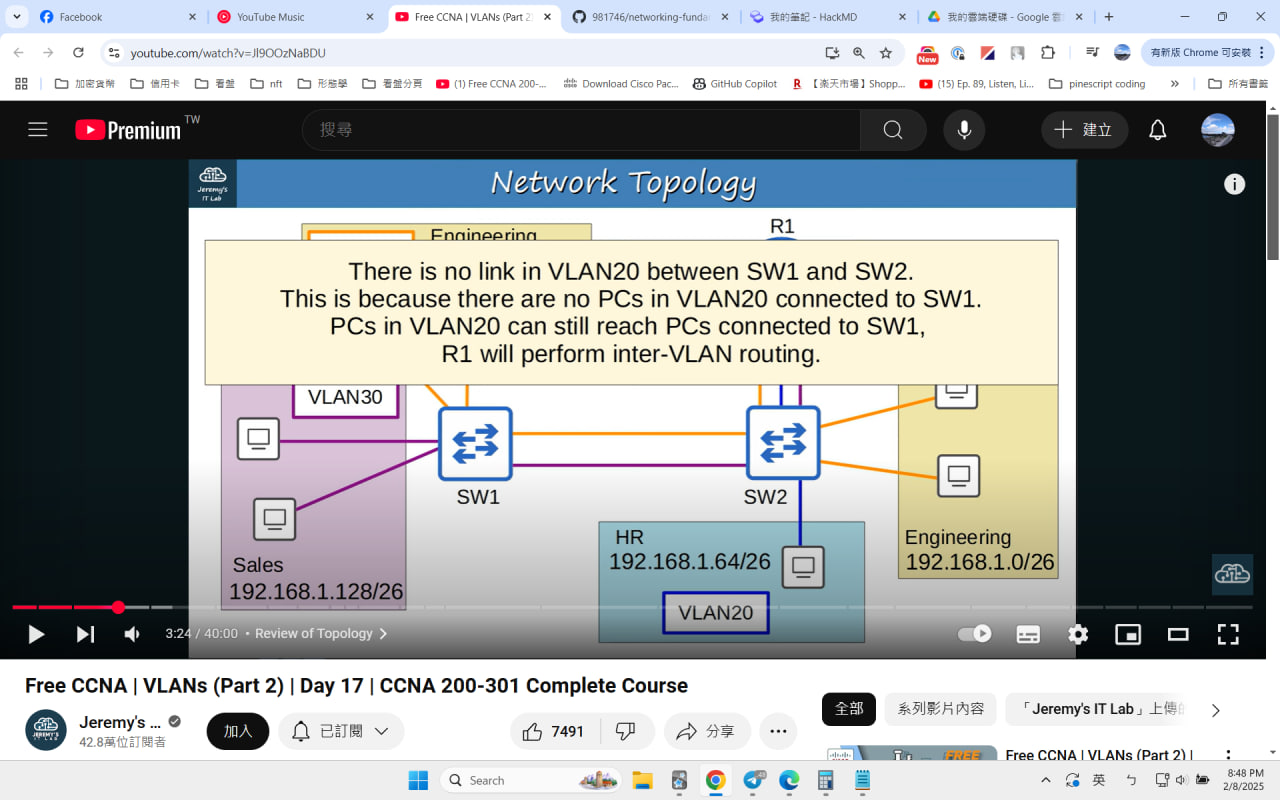 Facebook
YouTube Music
Free CCNA | VLANs (Part 2)
981746/networking-funda
我的筆記 - HackMD
我的雲端硬碟 - Google 雲
youtube.com/watch?v=Jl9OOzNaBDU
New
有新版 Chrome 可安裝
加密貨幣
信用卡
看盤
nft
形態學
看盤分頁
(1) Free CCNA 200-...
Download Cisco Pac...
GitHub Copilot
【楽天市場】Shopp...
(15) Ep. 89, Listen, Li...
pinescript coding
所有書籤
Premium TW
搜尋
建立
Jeremy's
IT Lab
Network Topology
Engineering
R1
There is no link in VLAN20 between SW1 and SW2.
This is because there are no PCs in VLAN20 connected to SW1.
PCs in VLAN20 can still reach PCs connected to SW1,
R1 will perform inter-VLAN routing.
VLAN30
SW1
SW2
Sales
192.168.1.128/26
HR
192.168.1.64/26
VLAN20
Engineering
192.168.1.0/26
3:24 / 40:00 • Review of Topology
Free CCNA | VLANs (Part 2) | Day 17 | CCNA 200-301 Complete Course
Jeremy's ...
42.8萬位訂閱者
加入
已訂閱
7491
分享
全部
系列影片內容
「Jeremy's IT Lab」上傳的
FREE
Free CCNA | VLANs (Part 2) |
Search
45
英
8:48 PM
2/8/2025